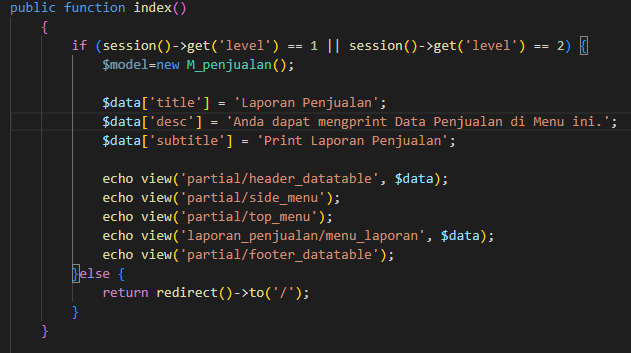 public function index()
{
if (session()->get('level') == 1 || session()->get('level') == 2) {
$model=new M_penjualan();
$data['title'] = 'Laporan Penjualan';
$data['desc'] = 'Anda dapat mengprint Data Penjualan di Menu ini.';
$data['subtitle'] = 'Print Laporan Penjualan';
echo view('partial/header_datatable', $data);
echo view('partial/side_menu');
echo view('partial/top_menu');
echo view('laporan_penjualan/menu_laporan', $data);
echo view('partial/footer_datatable');
}else {
return redirect()->to('/');
}
}